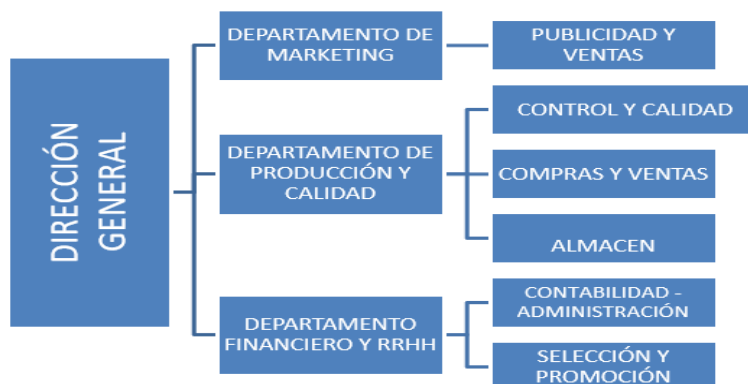 DIRECCIÓN
GENERAL
DEPARTAMENTO DE
MARKETING
PUBLICIDAD Y
VENTAS
DEPARTAMENTO DE
PRODUCCIÓN Y
CALIDAD
CONTROL Y CALIDAD
COMPRAS Y VENTAS
ALMACEN
DEPARTAMENTO
FINANCIERO Y RRHH
CONTABILIDAD -
ADMINISTRACIÓN
SELECCIÓN Y
PROMOCIÓN